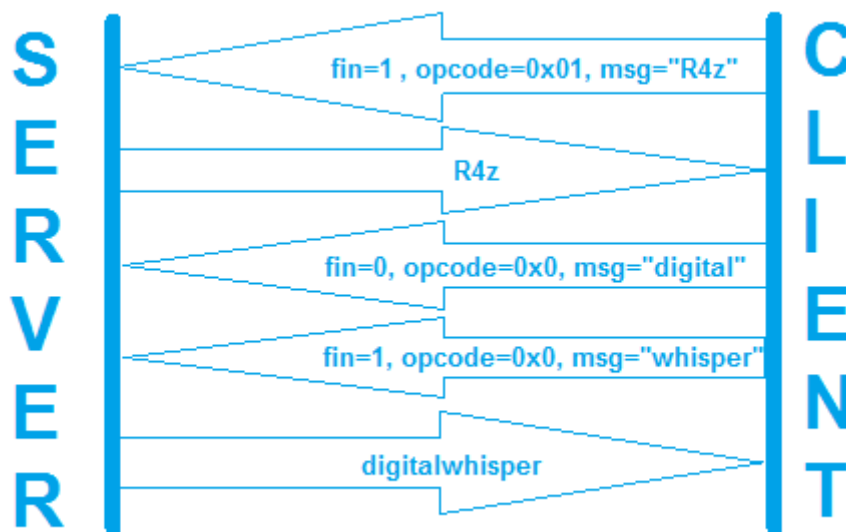 SERVER
fin=1 , opcode=0x01, msg="R4z"
R4z
fin=0, opcode=0x0, msg="digital"
fin=1, opcode=0x0, msg="whisper"
digitalwhisper
CLIENT